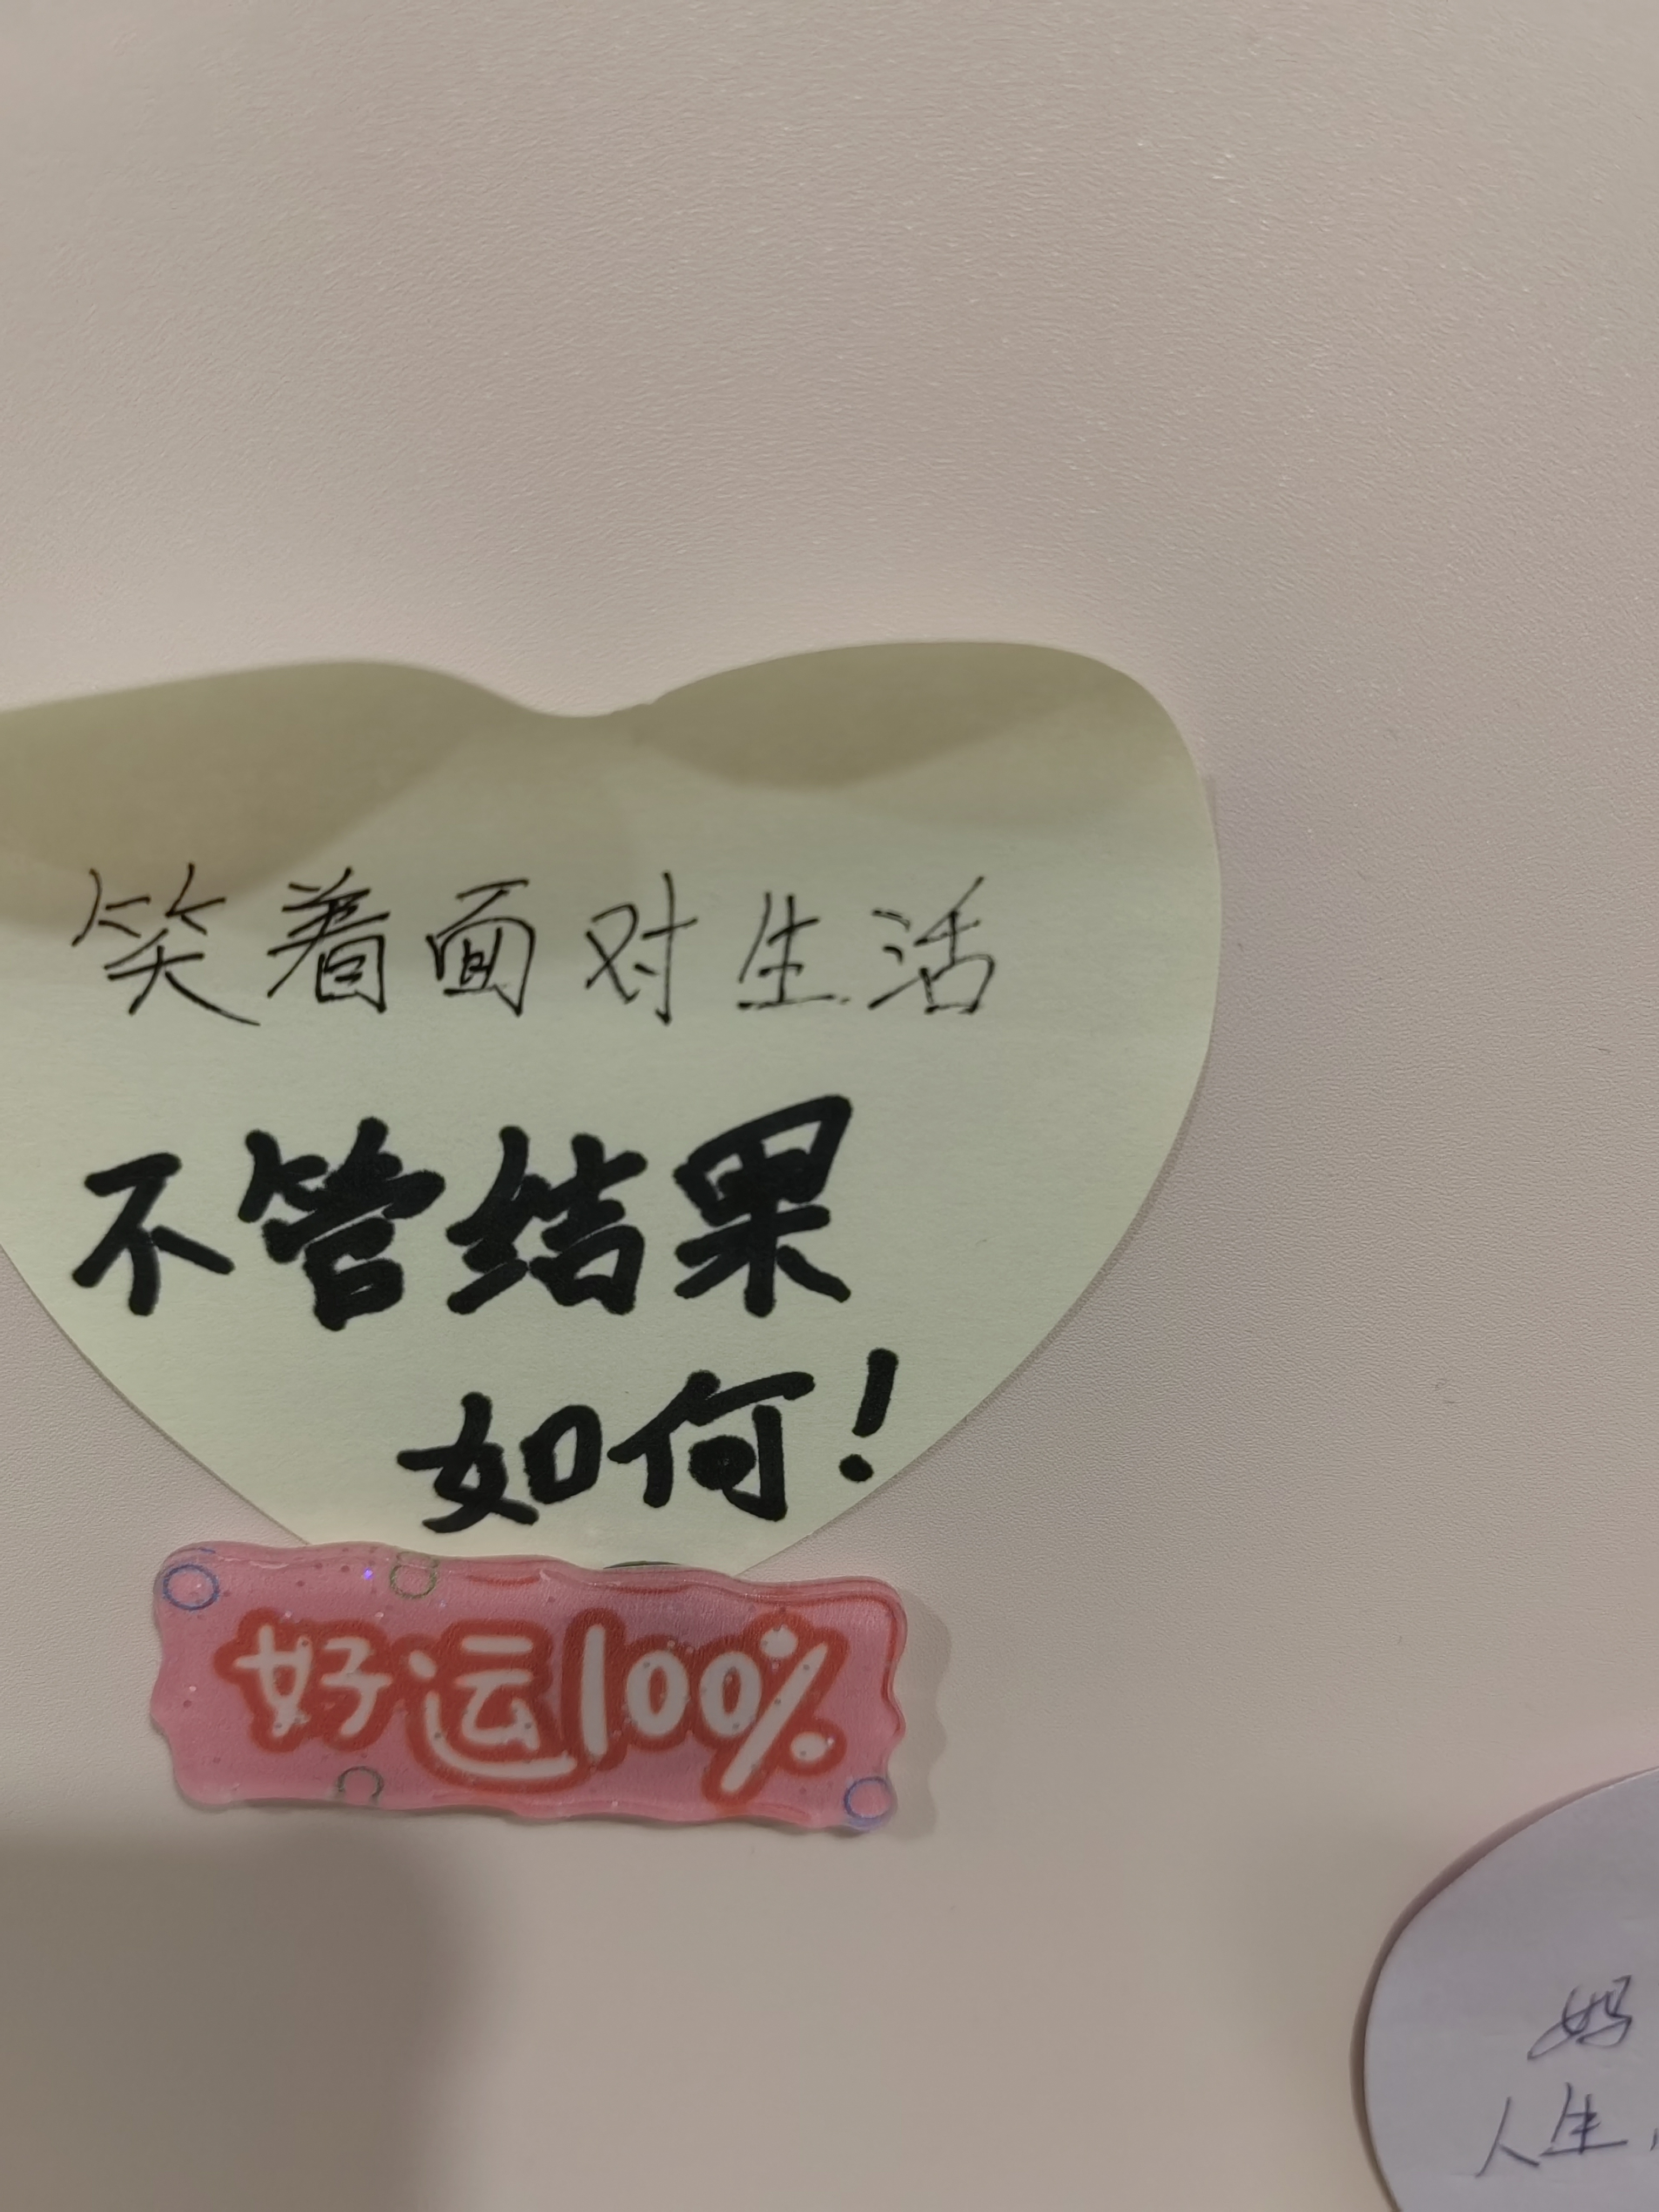 笑着面对生活
不管结果
如何!
好运100%
妈
人生